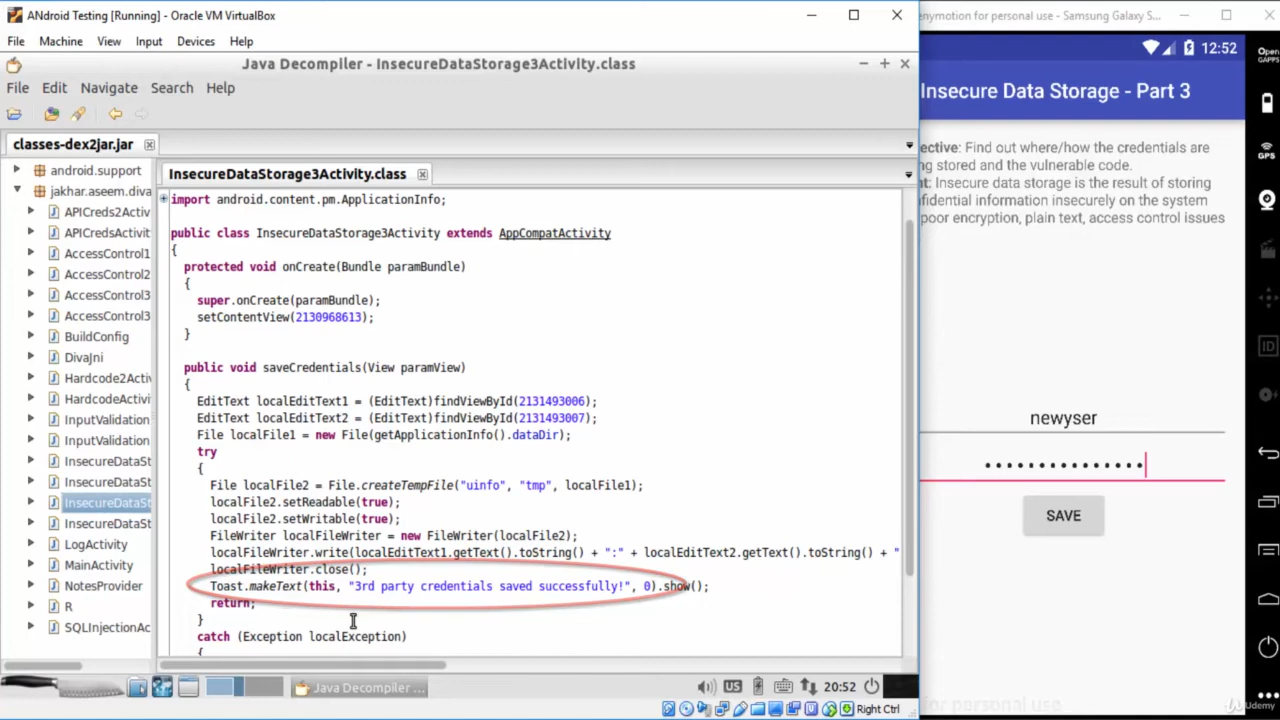 ANdroid Testing [Running] - Oracle VM VirtualBox
File Machine View Input Devices Help
Java Decompiler - InsecureDataStorage3Activity.class
File Edit Navigate Search Help
classes-dex2jar.jar
android.support
jakhar.aseem.diva
APICreds2Activ
APICredsActivit
AccessControl1
AccessControl2
AccessControl3
AccessControl3
BuildConfig
DivaJni
Hardcode2Activ
HardcodeActivi
InputValidation
InputValidation
InsecureDataSt
InsecureDataSt
InsecureDataSt
InsecureDataSt
LogActivity
MainActivity
NotesProvider
R
SQLInjectionAc
InsecureDataStorage3Activity.class
import android.content.pm.ApplicationInfo;
public class InsecureDataStorage3Activity extends AppCompatActivity
{
protected void onCreate(Bundle paramBundle)
{
super.onCreate(paramBundle);
setContentView(2130968613);
}
public void saveCredentials(View paramView)
{
EditText localEditText1 = (EditText)findViewById(2131493006);
EditText localEditText2 = (EditText)findViewById(2131493007);
File localFile1 = new File(getApplicationInfo().dataDir);
try
{
File localFile2 = File.createTempFile("uinfo", "tmp", localFile1);
localFile2.setReadable(true);
localFile2.setWritable(true);
FileWriter localFileWriter = new FileWriter(localFile2);
localFileWriter.write(localEditText1.getText().toString() + ":" + localEditText2.getText().toString() + "
localFileWriter.close();
Toast.makeText(this, "3rd party credentials saved successfully!", 0).show();
return;
}
catch (Exception localException)
{
Java Decompiler ...
US
20:52
Right Ctrl
enymotion for personal use - Samsung Galaxy S...
12:52
Insecure Data Storage - Part 3
ective: Find out where/how the credentials are
g stored and the vulnerable code.
t: Insecure data storage is the result of storing
fidential information insecurely on the system
poor encryption, plain text, access control issues
newyser
SAVE
for personal use
Open
GAPPS
GPS
ID
Udemy